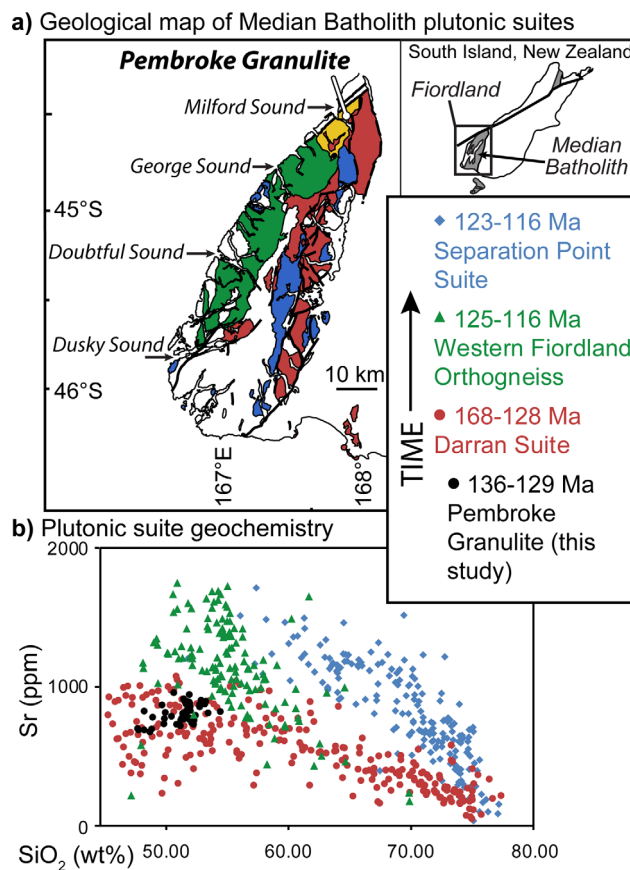 a) Geological map of Median Batholith plutonic suites
Pembroke Granulite
Milford Sound
George Sound
45°S
Doubtful Sound
Dusky Sound
46°S
10 km
167°E
168°
South Island, New Zealand
Fiordland
Median
Batholith
TIME
123-116 Ma
Separation Point
Suite
125-116 Ma
Western Fiordland
Orthogneiss
168-128 Ma
Darran Suite
136-129 Ma
Pembroke
Granulite (this
study)
b) Plutonic suite geochemistry
2000
1000
0
Sr (ppm)
SiO₂ (wt%)
50.00
60.00
70.00
80.00